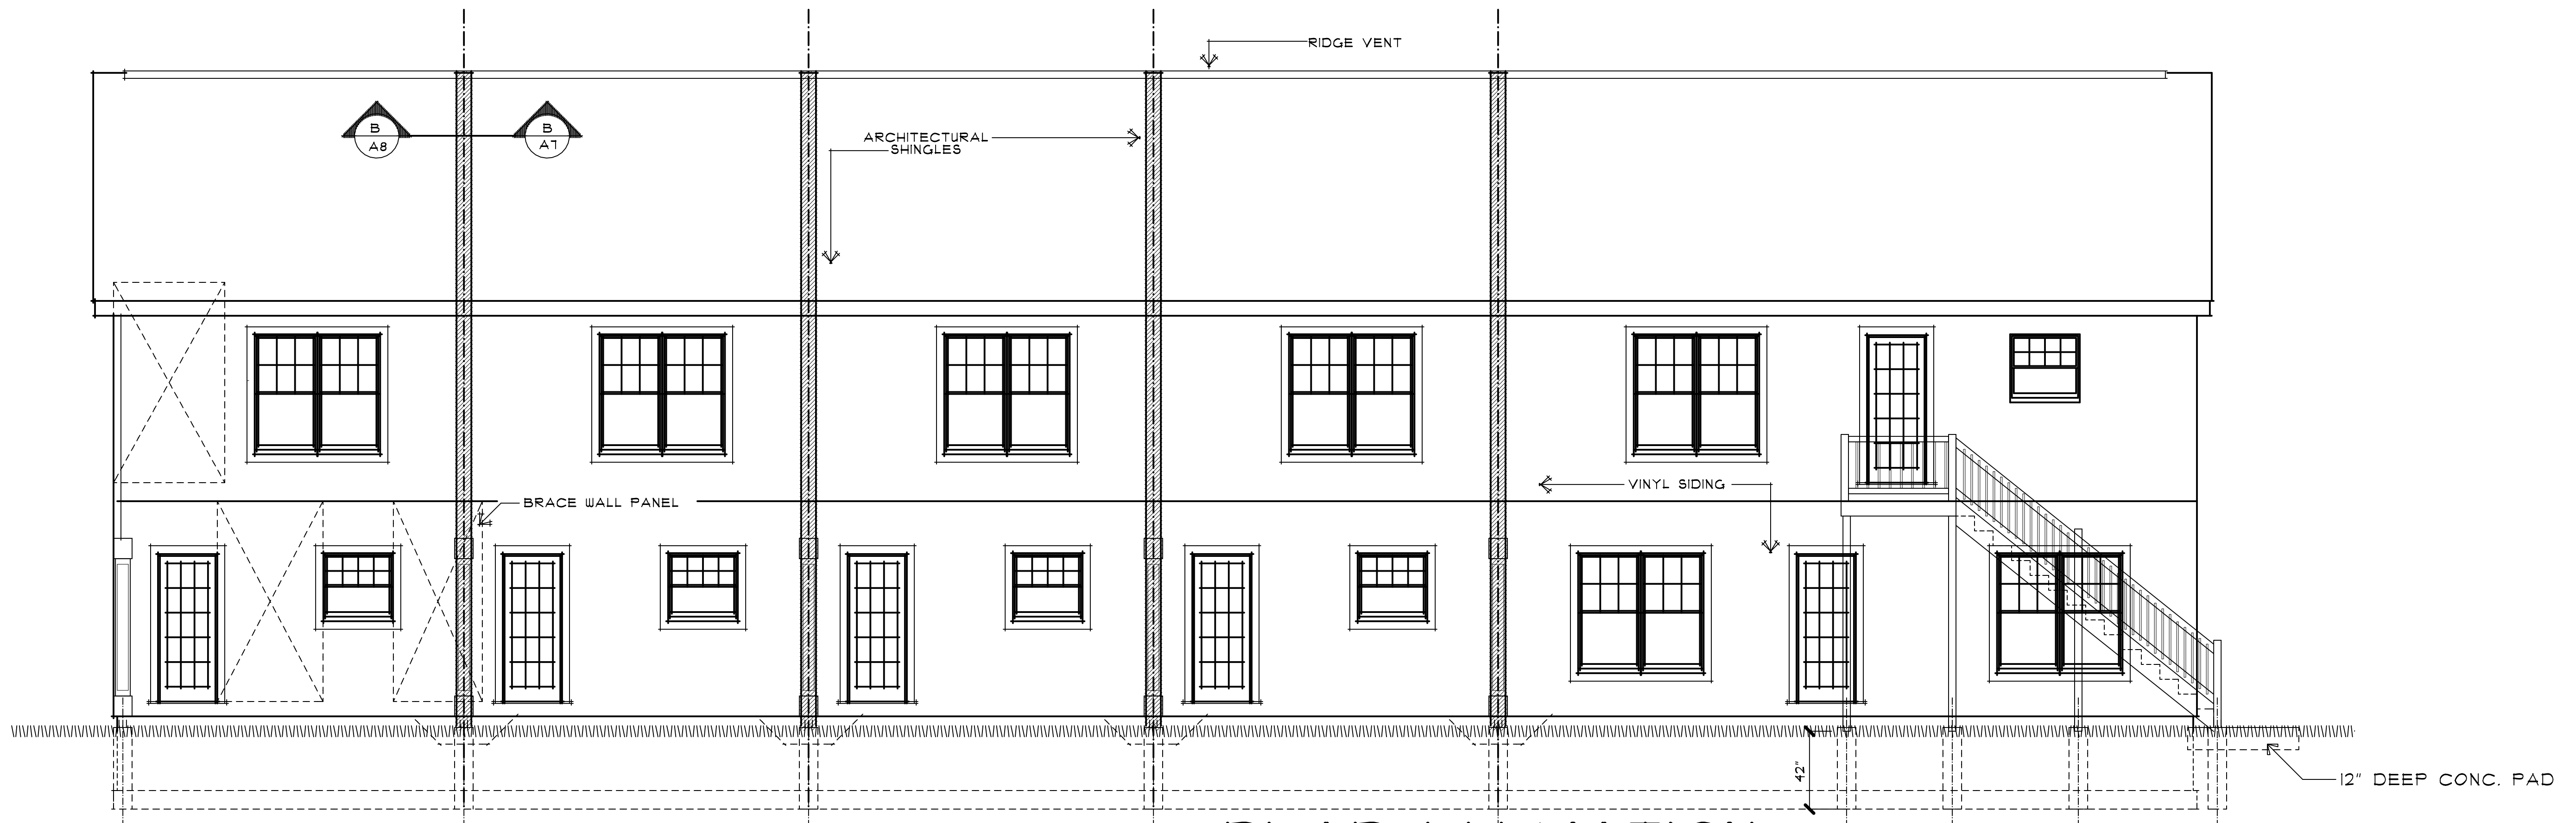 RIDGE VENT
B
A8
B
A7
ARCHITECTURAL
SHINGLES
VINYL SIDING
BRACE WALL PANEL
42"
12" DEEP CONC. PAD